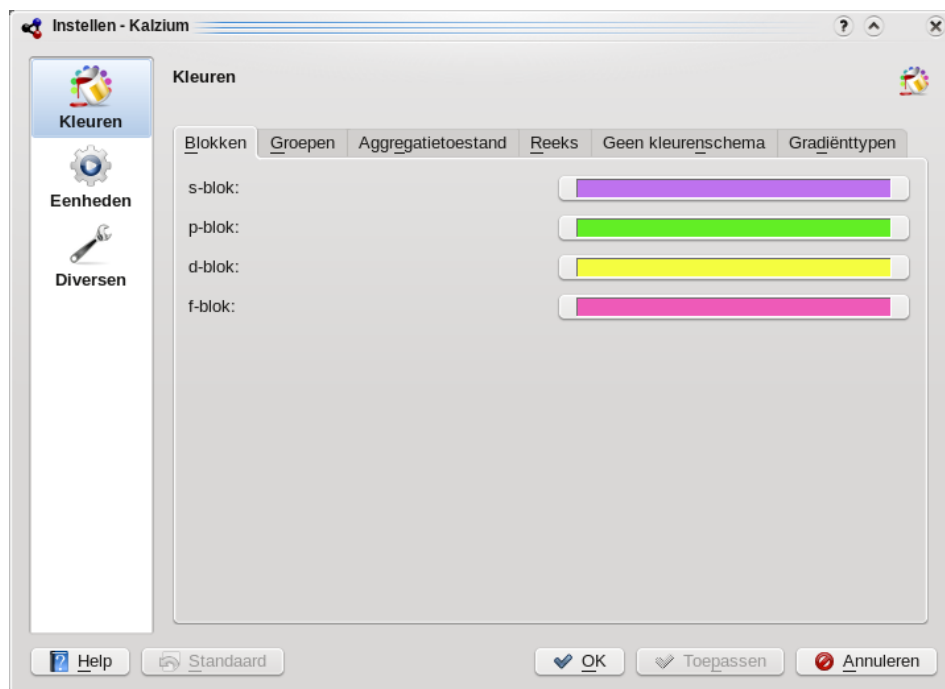 Instellen - Kalzium
Kleuren
Kleuren
Eenheden
Diversen
Blokken Groepen Aggregatietoestand Reeks Geen kleurenschema Gradiënttypen
s-blok:
p-blok:
d-blok:
f-blok:
Help Standaard OK Toepassen Annuleren